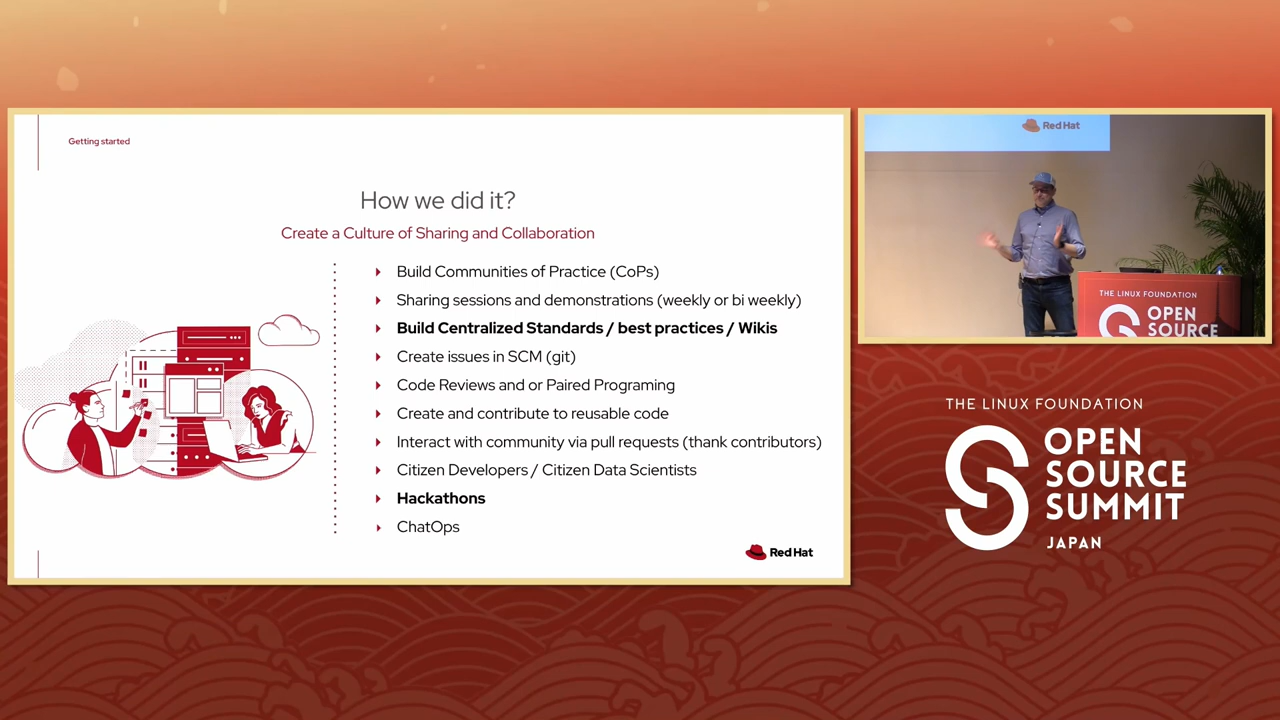 Getting started
How we did it?
Create a Culture of Sharing and Collaboration
Build Communities of Practice (CoPs)
Sharing sessions and demonstrations (weekly or bi weekly)
Build Centralized Standards / best practices / Wikis
Create issues in SCM (git)
Code Reviews and or Paired Programing
Create and contribute to reusable code
Interact with community via pull requests (thank contributors)
Citizen Developers / Citizen Data Scientists
Hackathons
ChatOps
Red Hat
Red Hat
THE LINUX FOUNDATION
OPEN
SOURCE
THE LINUX FOUNDATION
OPEN
SOURCE
SUMMIT
JAPAN